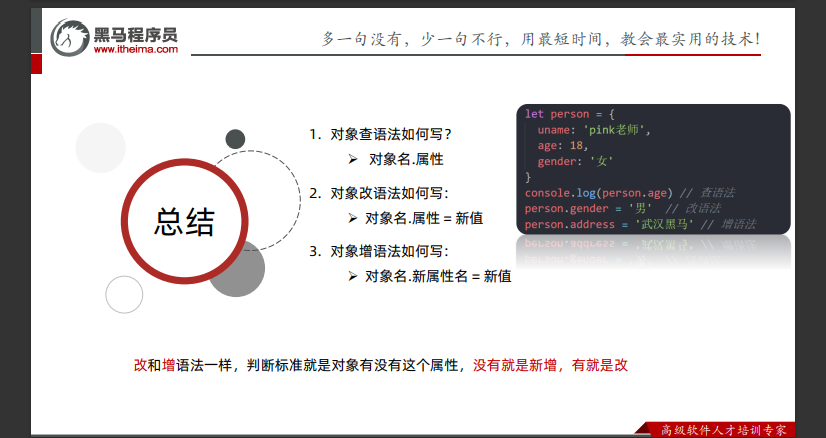 黑马程序员
www.itheima.com
多一句没有，少一句不行，用最短时间，教会最实用的技术！
总结
1. 对象查语法如何写？
➢ 对象名.属性
2. 对象改语法如何写：
➢ 对象名.属性 = 新值
3. 对象增语法如何写：
➢ 对象名.新属性名 = 新值
let person = {
uname: 'pink老师',
age: 18,
gender: '女'
}
console.log(person.age) // 查语法
person.gender = '男' // 改语法
person.address = '武汉黑马' // 增语法
改和增语法一样，判断标准就是对象有没有这个属性，没有就是新增，有就是改
高级软件人才培训专家